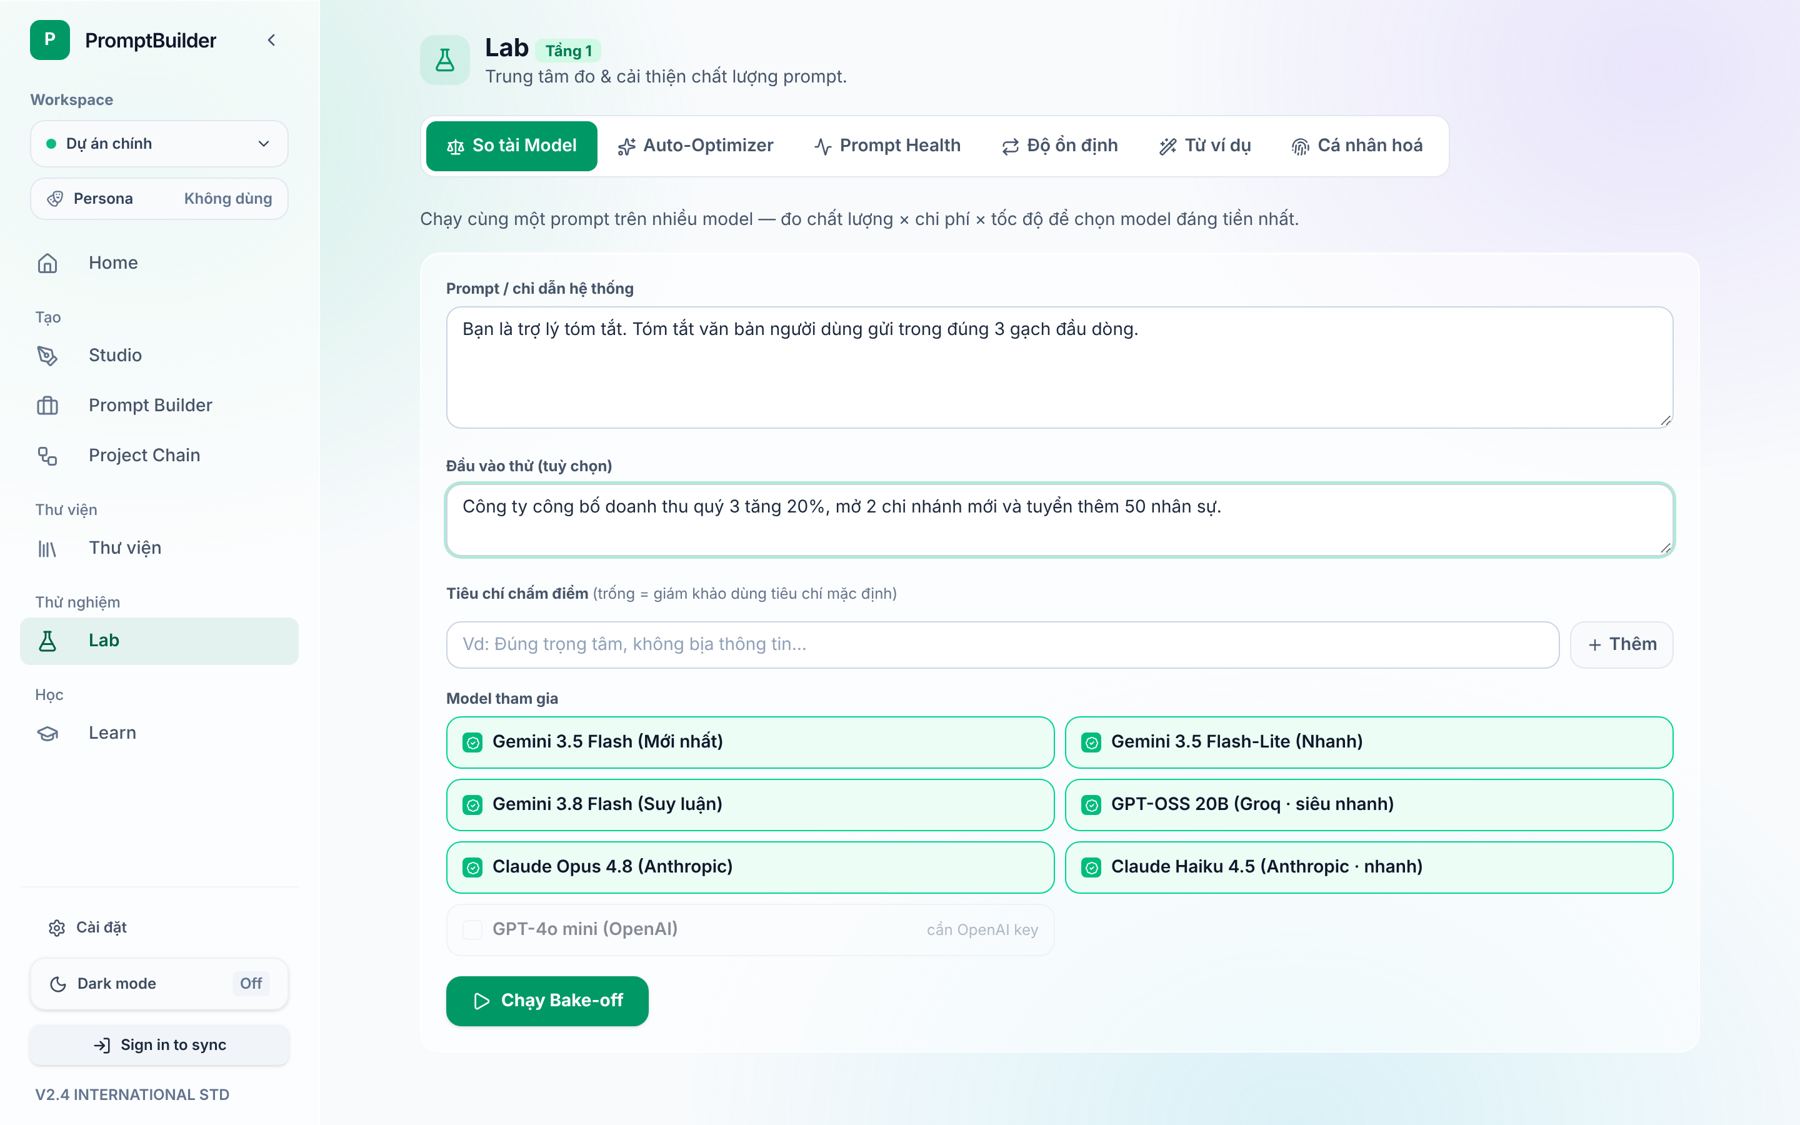 P
PromptBuilder
Workspace
Dự án chính
Persona
Không dùng
Home
Tạo
Studio
Prompt Builder
Project Chain
Thư viện
Thư viện
Thử nghiệm
Lab
Học
Learn
Cài đặt
Dark mode
Off
Sign in to sync
V2.4 INTERNATIONAL STD
Lab
Tầng 1
Trung tâm đo & cải thiện chất lượng prompt.
So tài Model
Auto-Optimizer
Prompt Health
Độ ổn định
Từ ví dụ
Cá nhân hoá
Chạy cùng một prompt trên nhiều model — đo chất lượng × chi phí × tốc độ để chọn model đáng tiền nhất.
Prompt / chỉ dẫn hệ thống
Bạn là trợ lý tóm tắt. Tóm tắt văn bản người dùng gửi trong đúng 3 gạch đầu dòng.
Đầu vào thử (tuỳ chọn)
Công ty công bố doanh thu quý 3 tăng 20%, mở 2 chi nhánh mới và tuyển thêm 50 nhân sự.
Tiêu chí chấm điểm (trống = giám khảo dùng tiêu chí mặc định)
Vd: Đúng trọng tâm, không bịa thông tin...
Thêm
Model tham gia
Gemini 3.5 Flash (Mới nhất)
Gemini 3.5 Flash-Lite (Nhanh)
Gemini 3.8 Flash (Suy luận)
GPT-OSS 20B (Groq · siêu nhanh)
Claude Opus 4.8 (Anthropic)
Claude Haiku 4.5 (Anthropic · nhanh)
GPT-4o mini (OpenAI)
cần OpenAI key
Chạy Bake-off